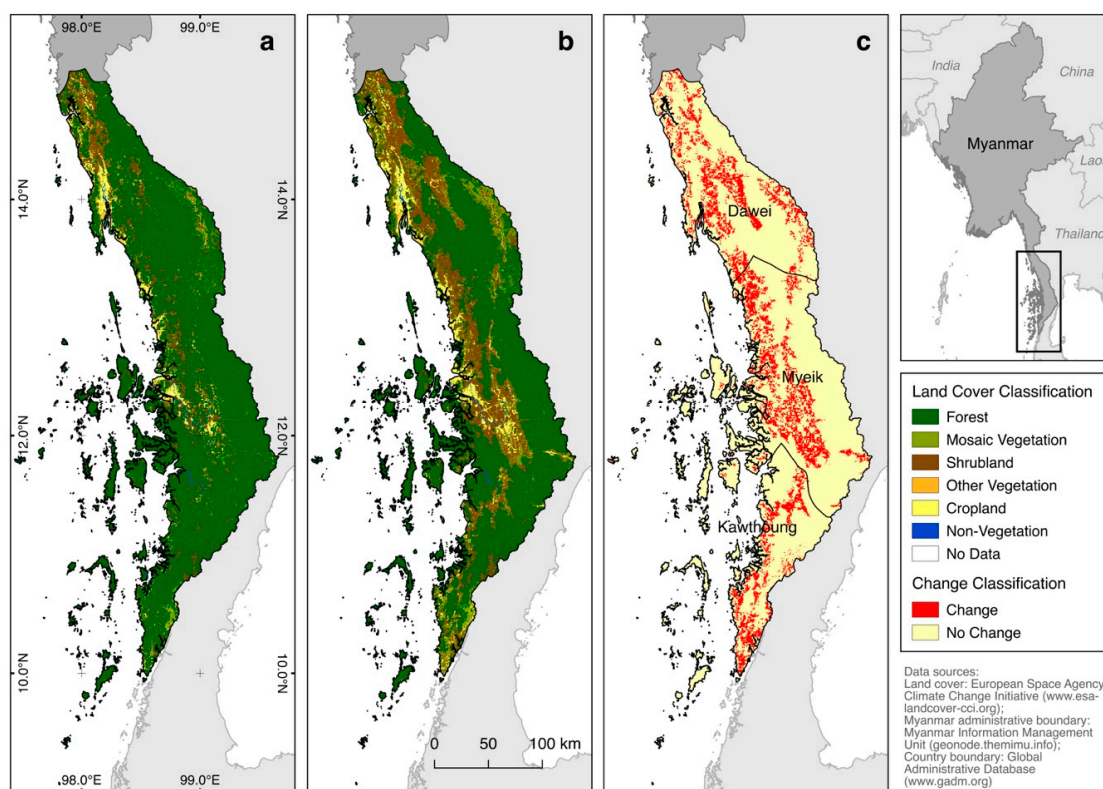 98.0°E 99.0°E
a
b
c
14.0°N
12.0°N
10.0°N
98.0°E 99.0°E
0 50 100 km
14.0°N
12.0°N
10.0°N
Dawei
Myeik
Kawthoung
India
China
Myanmar
Lao
Thailand
Land Cover Classification
Forest
Mosaic Vegetation
Shrubland
Other Vegetation
Cropland
Non-Vegetation
No Data
Change Classification
Change
No Change
Data sources:
Land cover: European Space Agency
Climate Change Initiative (www.esa-
landcover-cci.org);
Myanmar administrative boundary:
Myanmar Information Management
Unit (geonode.themimu.info);
Country boundary: Global
Administrative Database
(www.gadm.org)